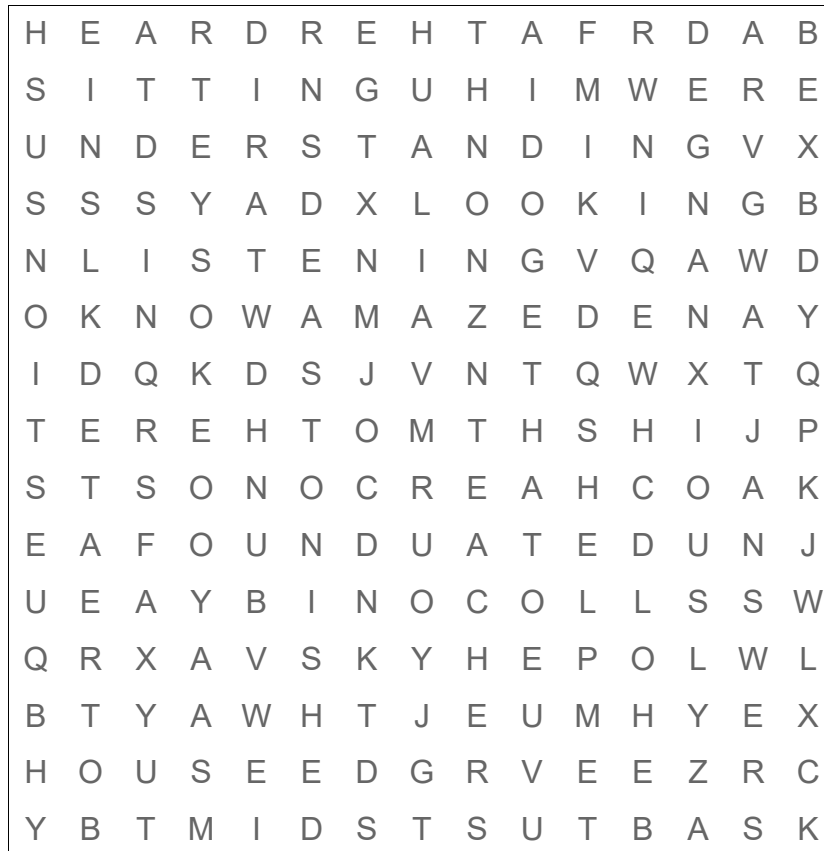 H E A R D R E H T A F R D A B
S I T T I N G U H I M W E R E
U N D E R S T A N D I N G V X
S S S Y A D X L O O K I N G B
N L I S T E N I N G V Q A W D
O K N O W A M A Z E D E N A Y
I D Q K D S J V N T Q W X T Q
T E R E H T O M T H S H I J P
S T S O N O C R E A H C O A K
E A F O U N D U A T E D U N J
U E A Y B I N O C O L L S S W
Q R X A V S K Y H E P O L W L
B T Y A W H T J E U M H Y E X
H O U S E E D G R V E E Z R C
Y B T M I D S T S U T B A S K